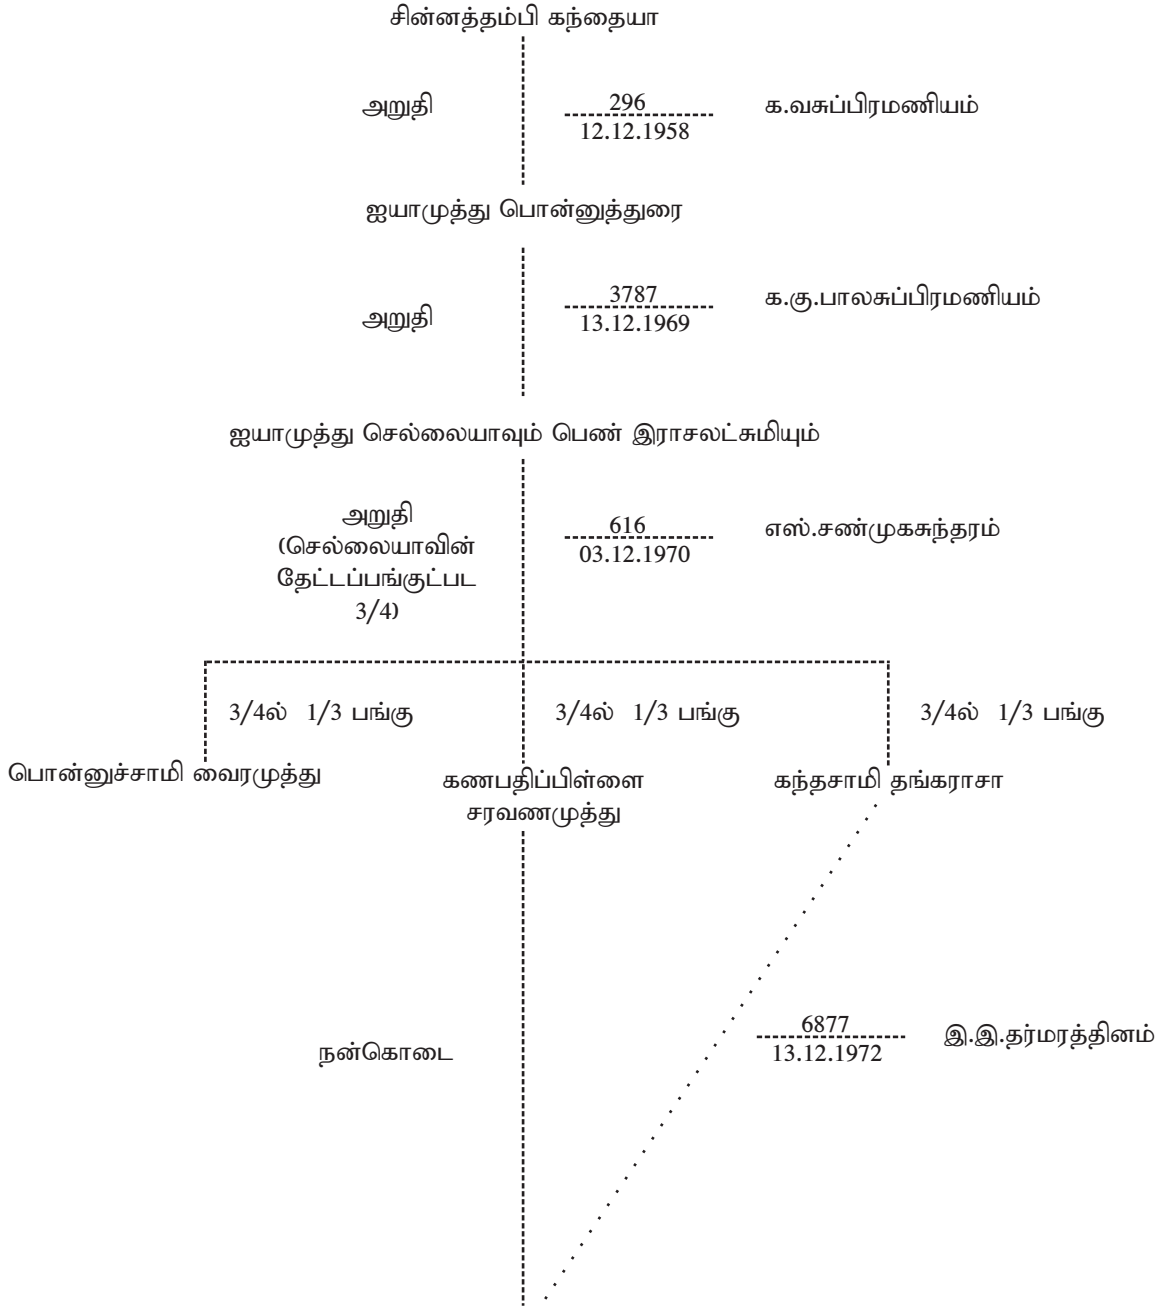 சின்னத்தம்பி கந்தையா
அறுதி 296 க.வசுப்பிரமணியம்
12.12.1958
ஐயாமுத்து பொன்னுத்துரை
அறுதி 3787 க.கு.பாலசுப்பிரமணியம்
13.12.1969
ஐயாமுத்து செல்லையாவும் பெண் இராசலட்சுமியும்
அறுதி 616 எஸ்.சண்முகசுந்தரம்
(செல்லையாவின் 03.12.1970
தேட்டப்பங்குட்பட
3/4)
3/4ல் 1/3 பங்கு 3/4ல் 1/3 பங்கு 3/4ல் 1/3 பங்கு
பொன்னுச்சாமி வைரமுத்து கணபதிப்பிள்ளை கந்தசாமி தங்கராசா
சரவணமுத்து
நன்கொடை 6877 இ.இ.தர்மரத்தினம்
13.12.1972